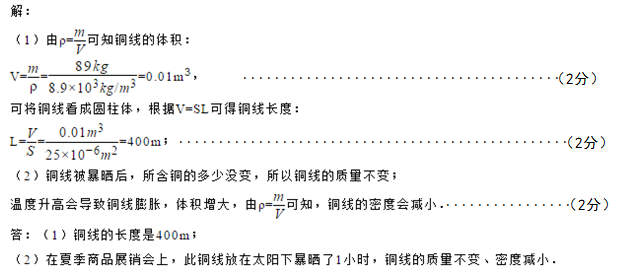 解：
（1）由ρ=m/V可知铜线的体积：
V=m/ρ=89kg/8.9×10³kg/m³=0.01m³， ······································（2分）
可将铜线看成圆柱体，根据V=SL可得铜线长度：
L=V/S=0.01m³/25×10⁻⁶m²=400m； ··············································（2分）
（2）铜线被暴晒后，所含铜的多少没变，所以铜线的质量不变；
温度升高会导致铜线膨胀，体积增大，由ρ=m/V可知，铜线的密度会减小．···············（2分）
答：（1）铜线的长度是400m；
（2）在夏季商品展销会上，此铜线放在太阳下暴晒了1小时，铜线的质量不变、密度减小．